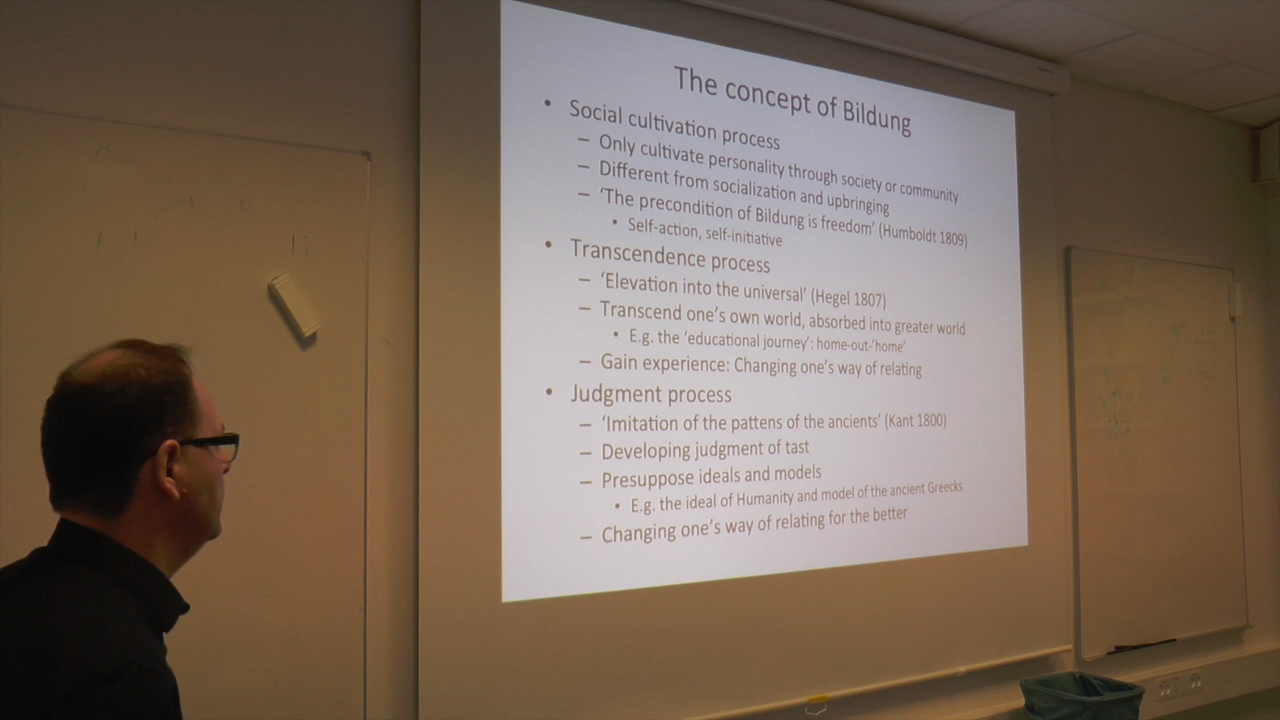 The concept of Bildung
• Social cultivation process
– Only cultivate personality through society or community
– Different from socialization and upbringing
– ‘The precondition of Bildung is freedom’ (Humboldt 1809)
• Self-action, self-initiative
• Transcendence process
– ‘Elevation into the universal’ (Hegel 1807)
– Transcend one’s own world, absorbed into greater world
• E.g. the ‘educational journey’: home-out-‘home’
– Gain experience: Changing one’s way of relating
• Judgment process
– ‘Imitation of the pattens of the ancients’ (Kant 1800)
– Developing judgment of tast
– Presuppose ideals and models
• E.g. the ideal of Humanity and model of the ancient Greecks
– Changing one’s way of relating for the better